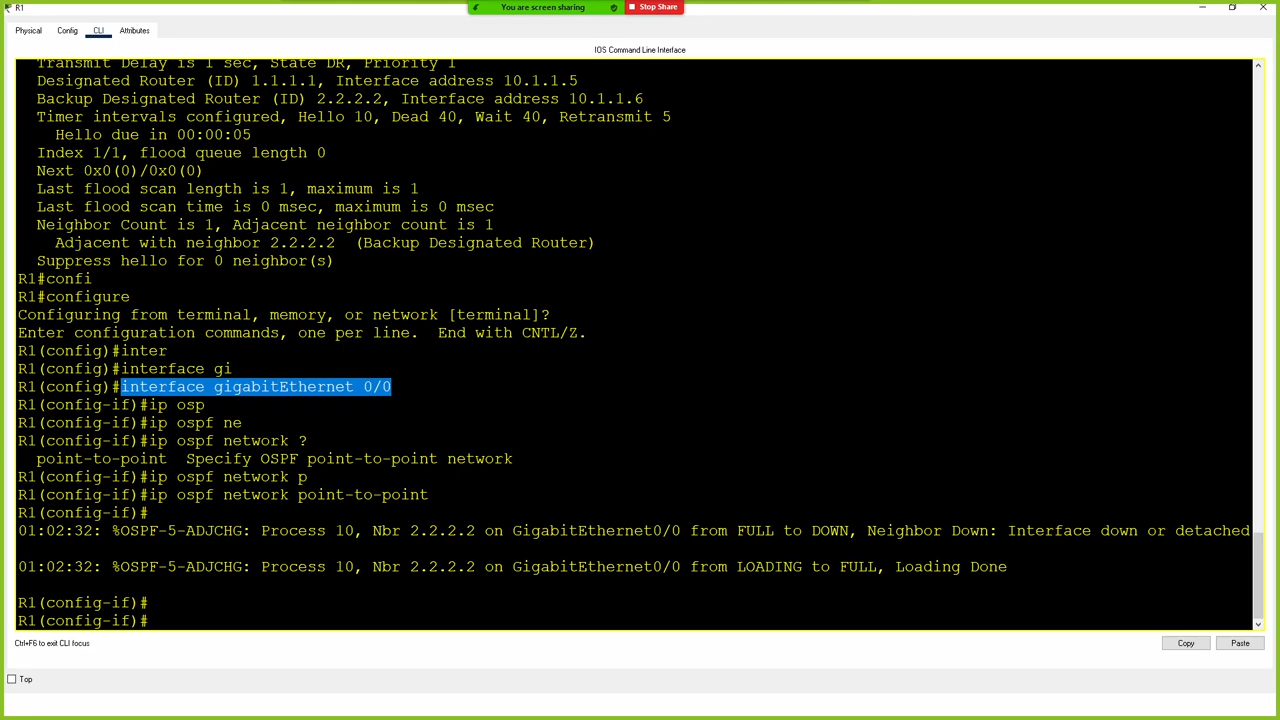 R1
You are screen sharing
Stop Share
Physical
Config
CLI
Attributes
IOS Command Line Interface
Transmit Delay is 1 sec, State DR, Priority 1
Designated Router (ID) 1.1.1.1, Interface address 10.1.1.5
Backup Designated Router (ID) 2.2.2.2, Interface address 10.1.1.6
Timer intervals configured, Hello 10, Dead 40, Wait 40, Retransmit 5
Hello due in 00:00:05
Index 1/1, flood queue length 0
Next 0x0(0)/0x0(0)
Last flood scan length is 1, maximum is 1
Last flood scan time is 0 msec, maximum is 0 msec
Neighbor Count is 1, Adjacent neighbor count is 1
Adjacent with neighbor 2.2.2.2  (Backup Designated Router)
Suppress hello for 0 neighbor(s)
R1#confi
R1#configure
Configuring from terminal, memory, or network [terminal]?
Enter configuration commands, one per line.  End with CNTL/Z.
R1(config)#inter
R1(config)#interface gi
R1(config)#interface gigabitEthernet 0/0
R1(config-if)#ip osp
R1(config-if)#ip ospf ne
R1(config-if)#ip ospf network ?
point-to-point  Specify OSPF point-to-point network
R1(config-if)#ip ospf network p
R1(config-if)#ip ospf network point-to-point
R1(config-if)#
01:02:32: %OSPF-5-ADJCHG: Process 10, Nbr 2.2.2.2 on GigabitEthernet0/0 from FULL to DOWN, Neighbor Down: Interface down or detached
01:02:32: %OSPF-5-ADJCHG: Process 10, Nbr 2.2.2.2 on GigabitEthernet0/0 from LOADING to FULL, Loading Done
R1(config-if)#
R1(config-if)#
Ctrl+F6 to exit CLI focus
Copy
Paste
Top